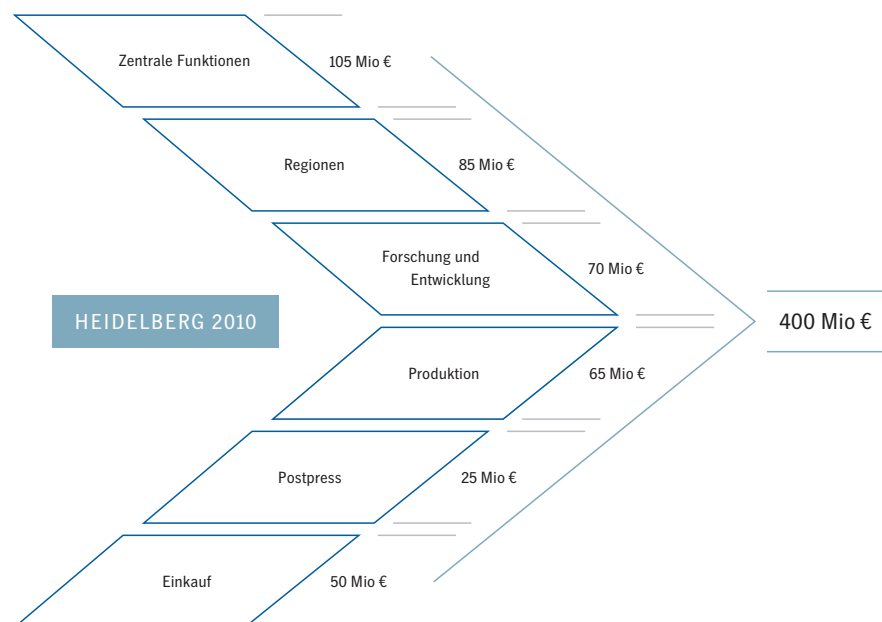 Zentrale Funktionen
105 Mio €
Regionen
85 Mio €
Forschung und
Entwicklung
70 Mio €
HEIDELBERG 2010
400 Mio €
Produktion
65 Mio €
Postpress
25 Mio €
Einkauf
50 Mio €